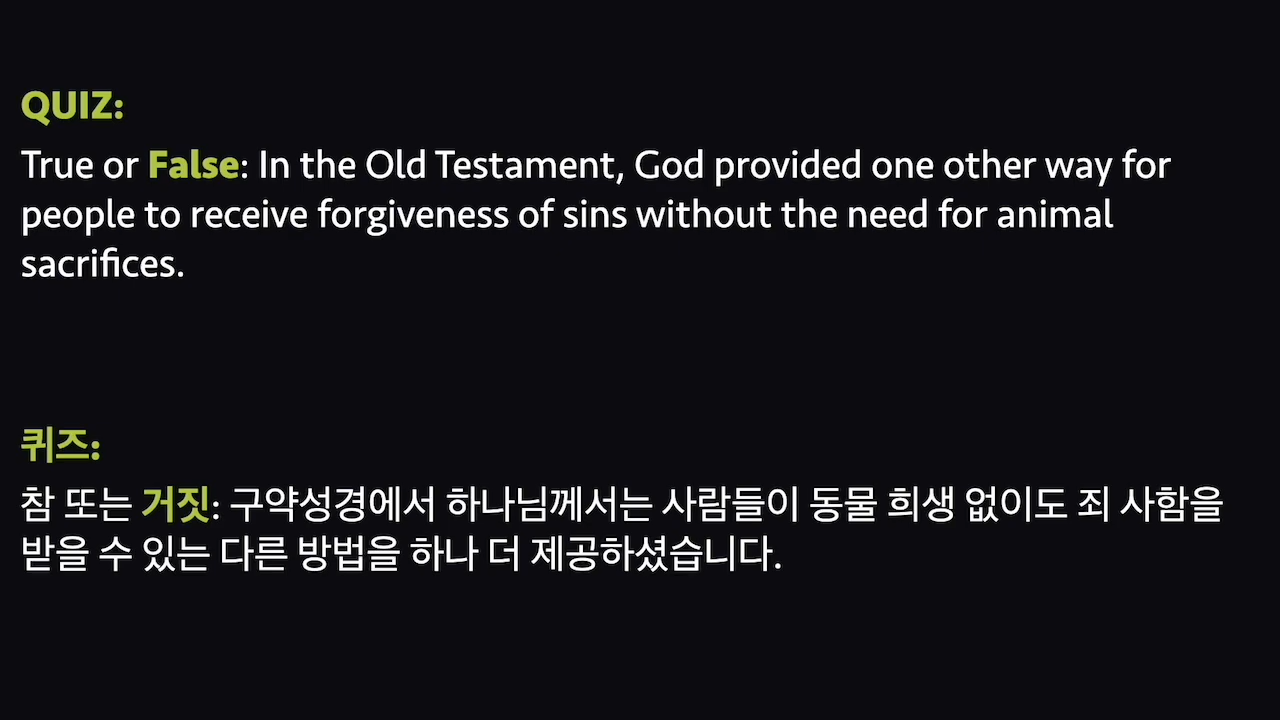 QUIZ:
True or False: In the Old Testament, God provided one other way for
people to receive forgiveness of sins without the need for animal
sacrifices.
퀴즈:
참 또는 거짓: 구약성경에서 하나님께서는 사람들이 동물 희생 없이도 죄 사함을
받을 수 있는 다른 방법을 하나 더 제공하셨습니다.